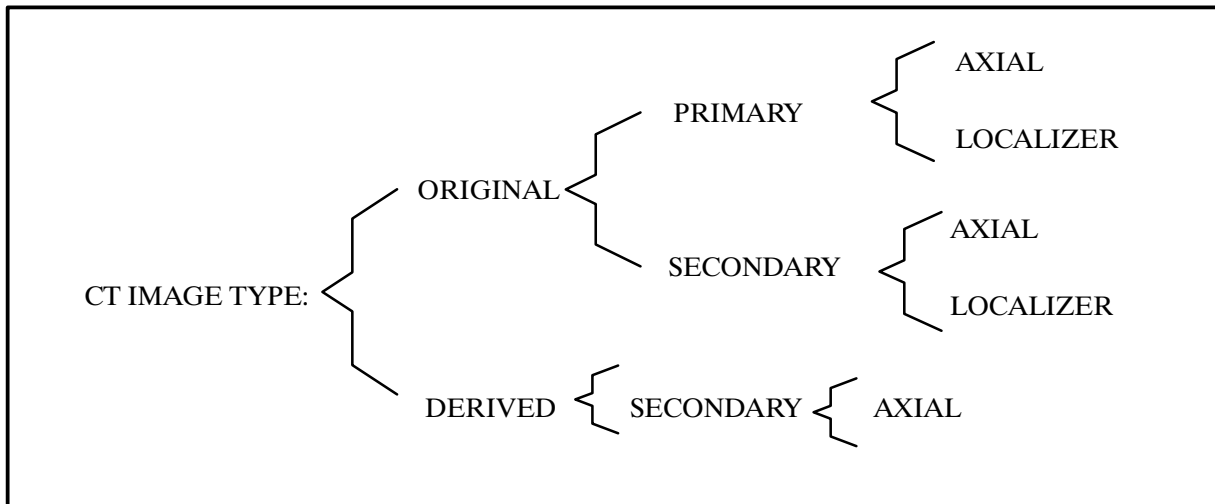 AXIAL
PRIMARY
LOCALIZER
ORIGINAL
AXIAL
SECONDARY
LOCALIZER
CT IMAGE TYPE:
DERIVED SECONDARY AXIAL